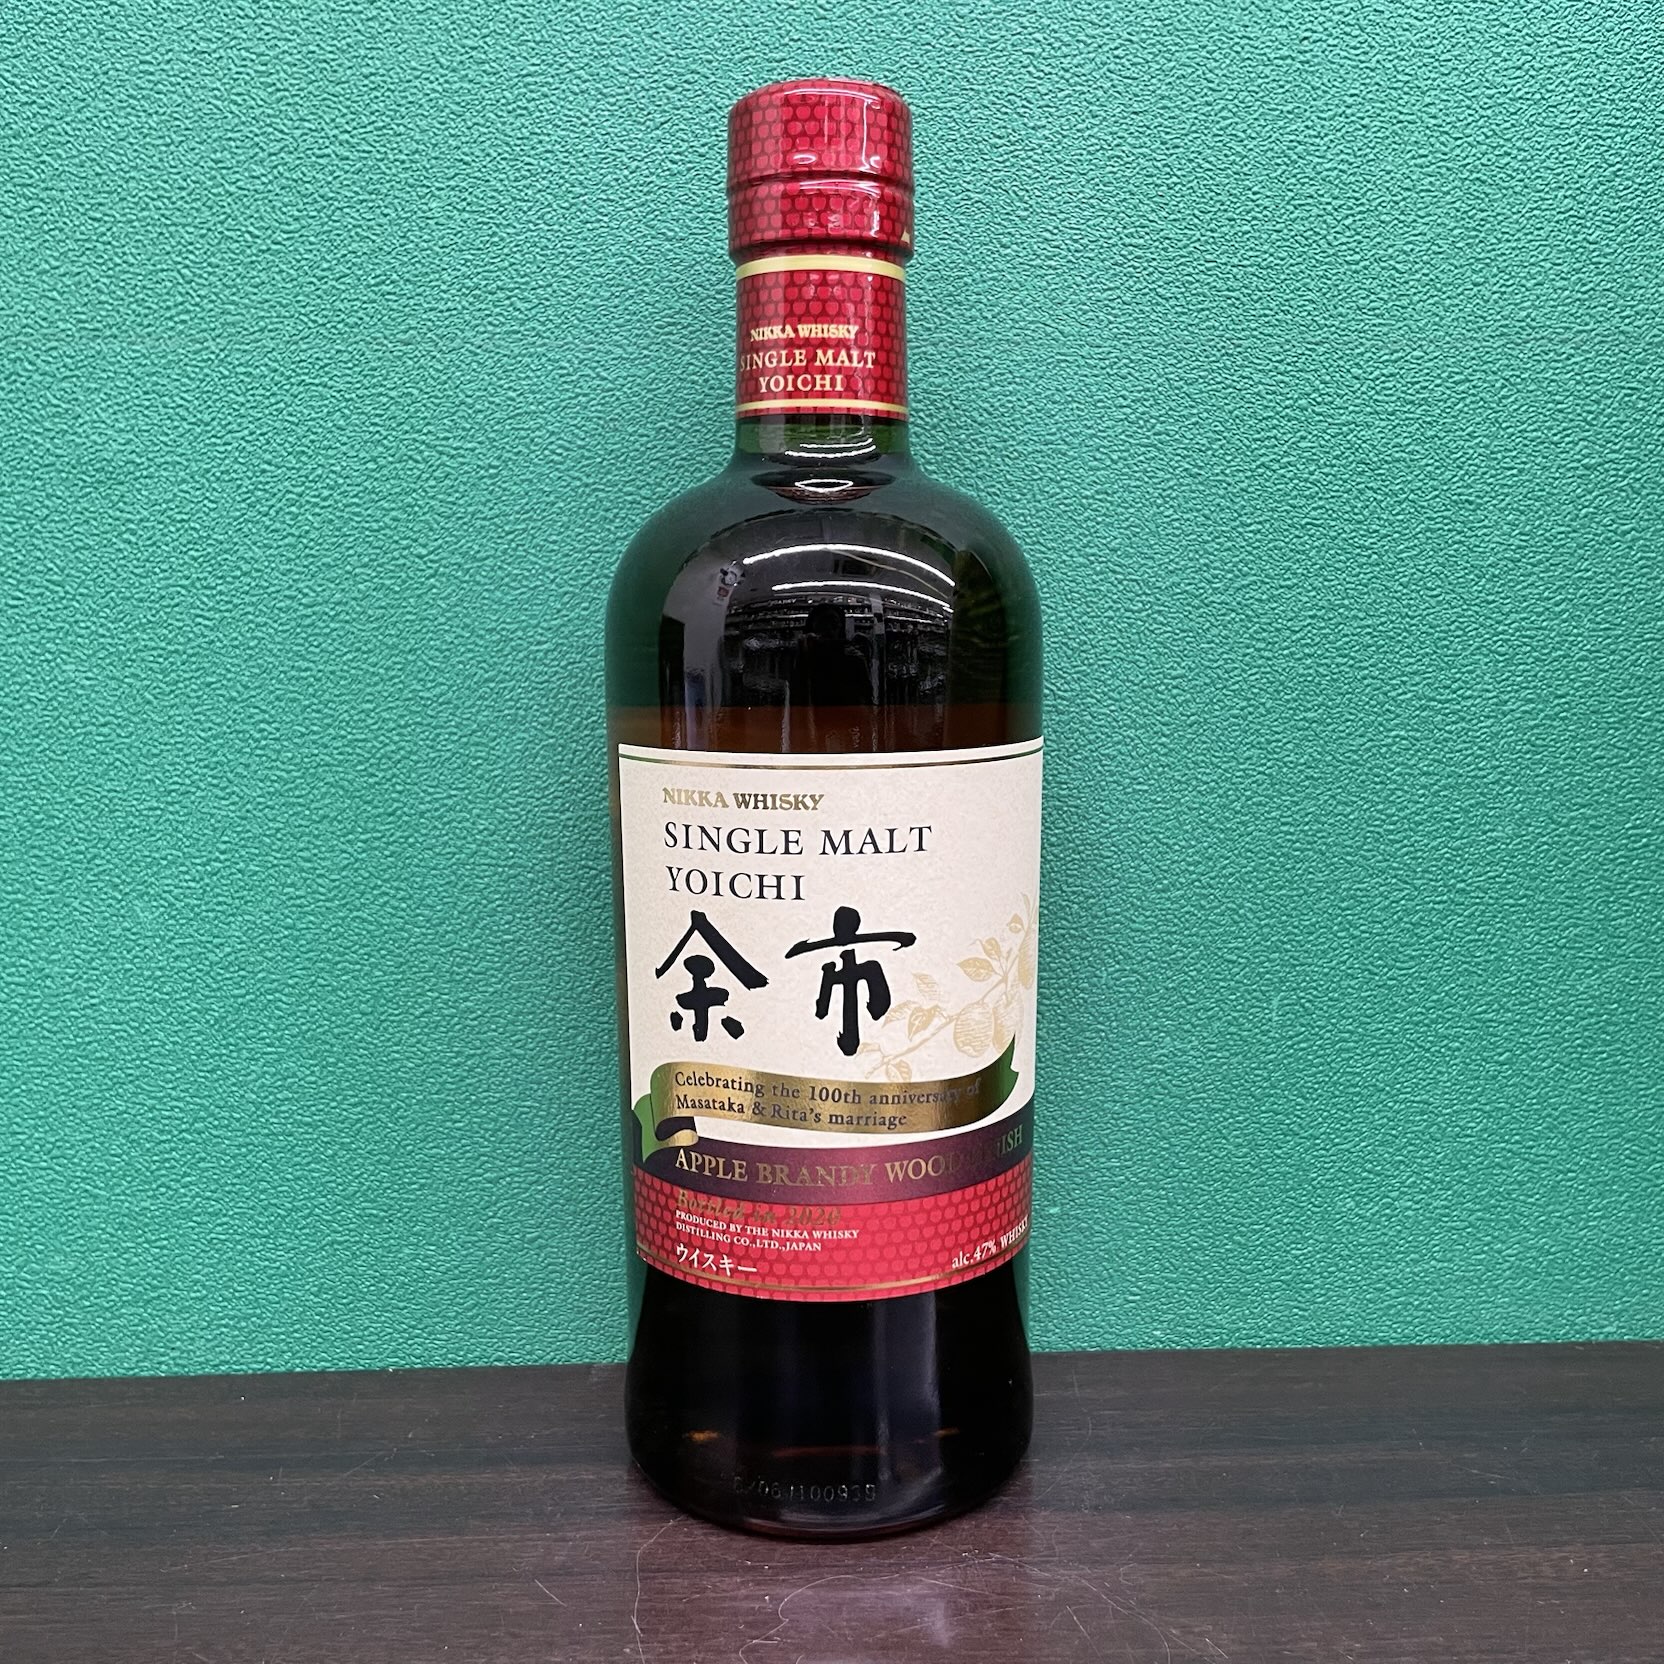 NIKKA WHISKY
SINGLE MALT
YOICHI
NIKKA WHISKY
SINGLE MALT
YOICHI
余市
Celebrating the 100th anniversary of
Masataka & Rita's marriage
APPLE BRANDY WOOD FINISH
Bottled in 2020
PRODUCED BY THE NIKKA WHISKY
DISTILLING CO.,LTD.,JAPAN
ウイスキー
alc.47% WHISKY